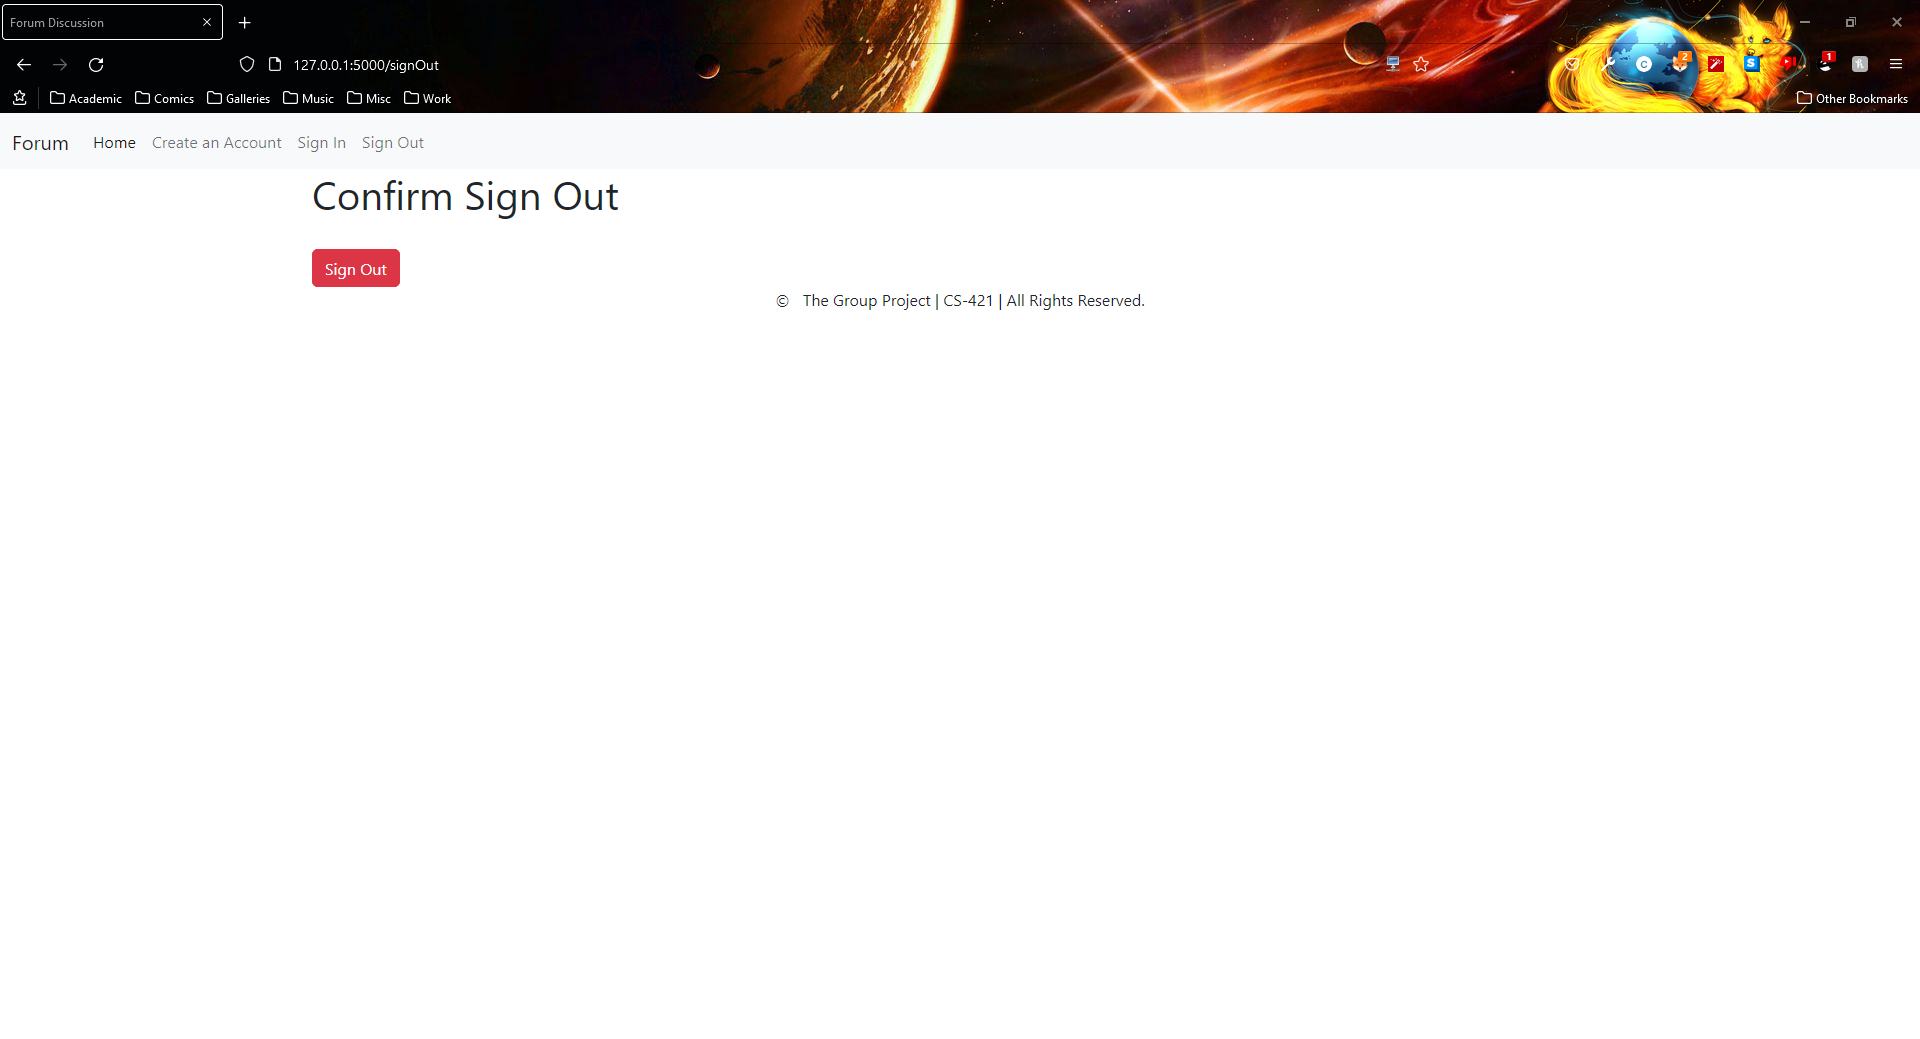 Forum Discussion
127.0.0.1:5000/signOut
2
S
1
C
Academic Comics Galleries Music Misc Work Other Bookmarks
Forum Home Create an Account Sign In Sign Out
Confirm Sign Out
Sign Out
© The Group Project | CS-421 | All Rights Reserved.